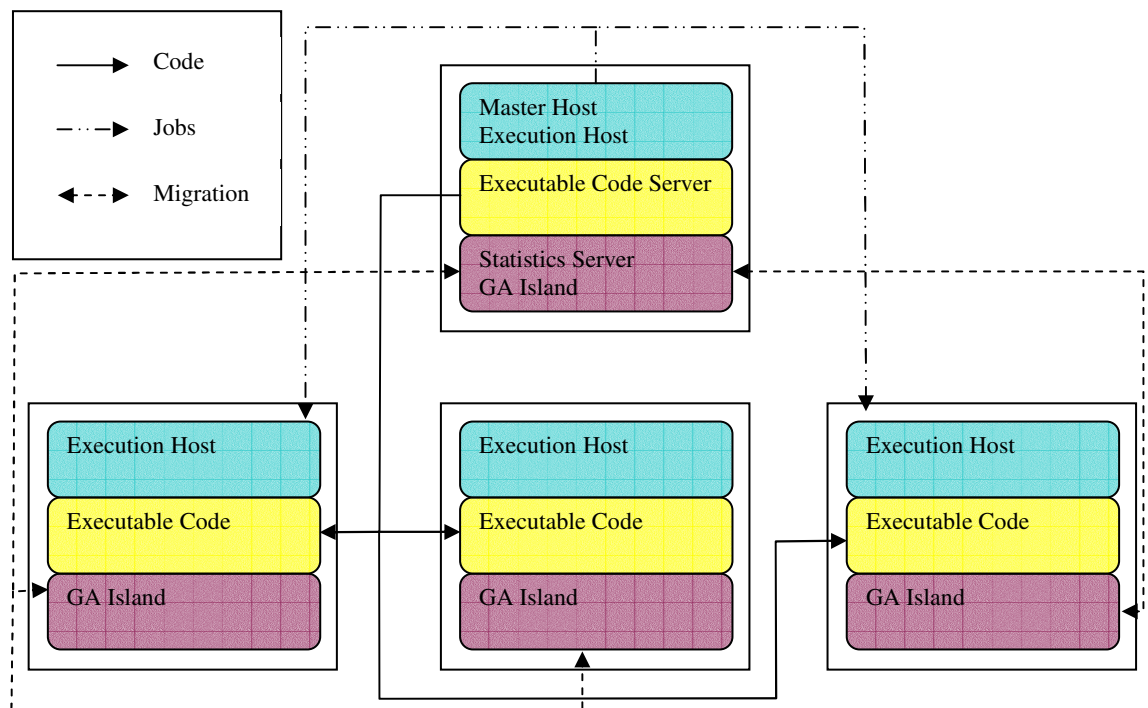 Code
Jobs
Migration
Master Host
Execution Host
Executable Code Server
Statistics Server
GA Island
Execution Host
Executable Code
GA Island
Execution Host
Executable Code
GA Island
Execution Host
Executable Code
GA Island